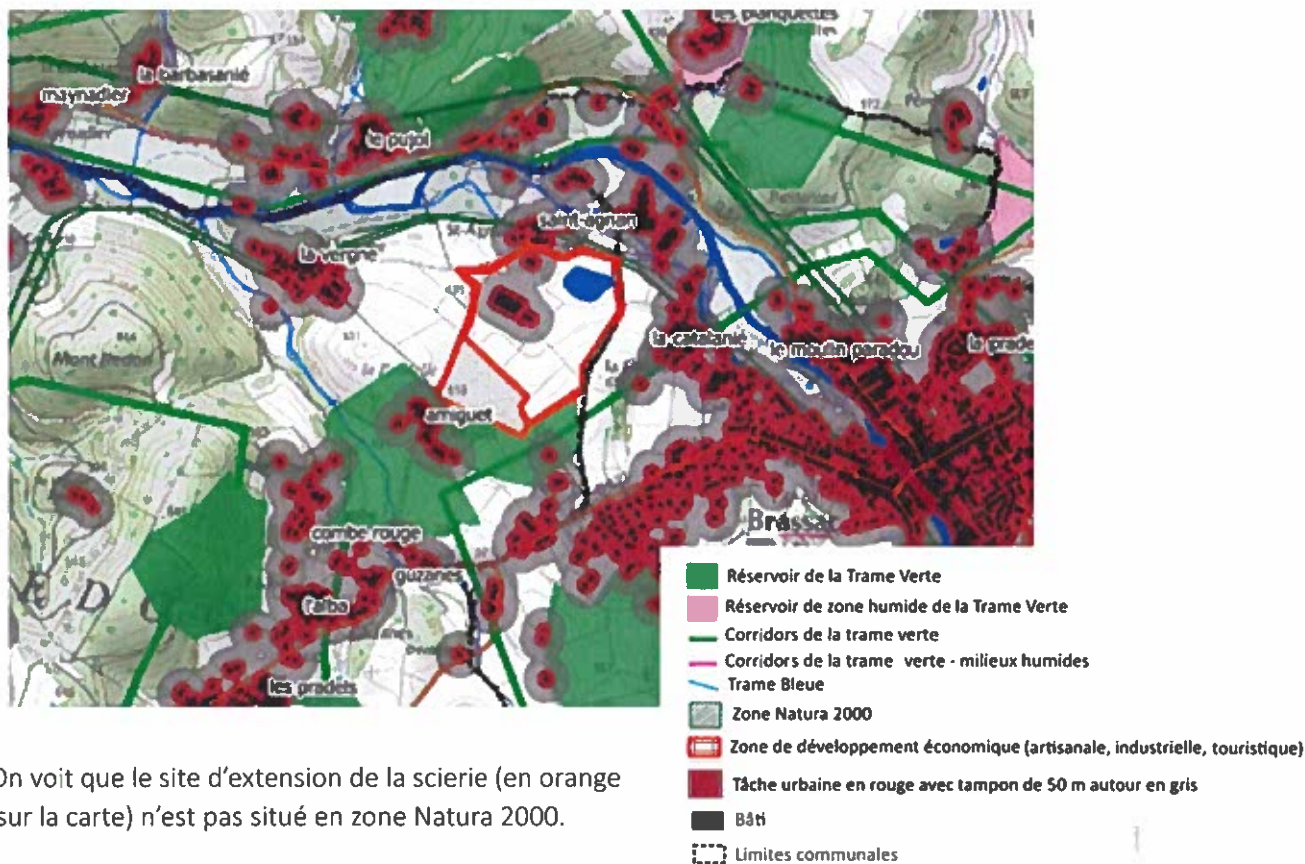 les planquettes
la barbasanié
maynadier
le pujol
saint-agnan
la vergne
la catalanié
le moulin paradou
la prade
Mont Redon
amiguet
Brassac
combe rouge
guzanes
l'alba
les pradels
Réservoir de la Trame Verte
Réservoir de zone humide de la Trame Verte
Corridors de la trame verte
Corridors de la trame verte - milieux humides
Trame Bleue
Zone Natura 2000
Zone de développement économique (artisanale, industrielle, touristique)
Tâche urbaine en rouge avec tampon de 50 m autour en gris
Bâti
Limites communales
On voit que le site d'extension de la scierie (en orange
sur la carte) n'est pas situé en zone Natura 2000.